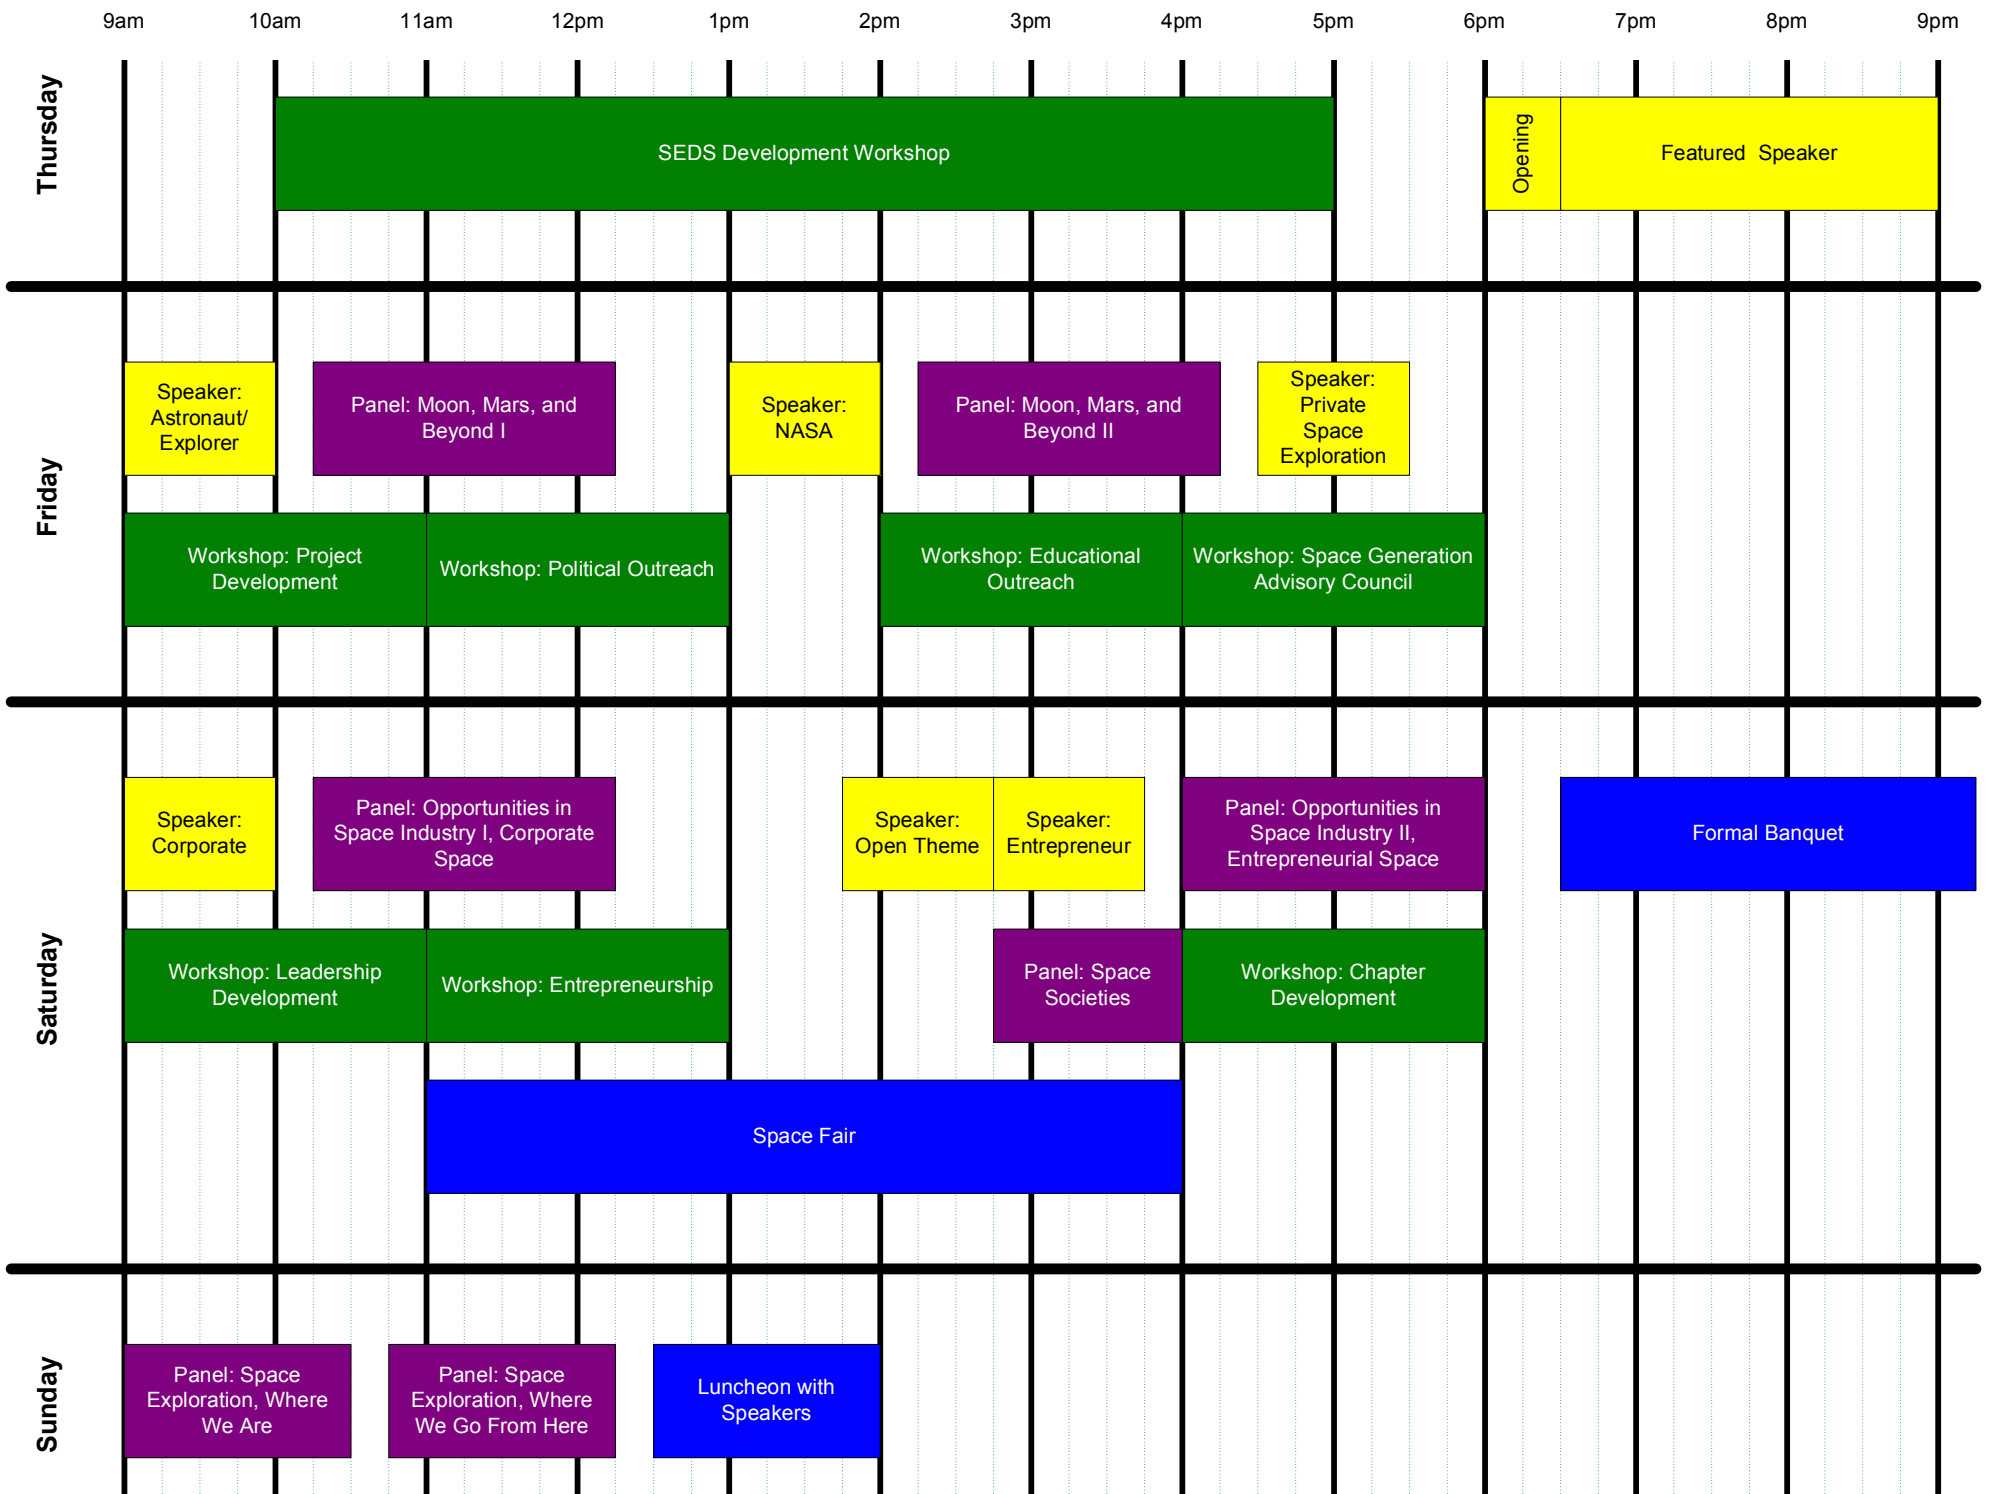 9am 10am 11am 12pm 1pm 2pm 3pm 4pm 5pm 6pm 7pm 8pm 9pm
Thursday
SEDS Development Workshop
Opening
Featured  Speaker
Friday
Speaker:
Astronaut/
Explorer
Panel: Moon, Mars, and
Beyond I
Speaker:
NASA
Panel: Moon, Mars, and
Beyond II
Speaker:
Private
Space
Exploration
Workshop: Project
Development
Workshop: Political Outreach
Workshop: Educational
Outreach
Workshop: Space Generation
Advisory Council
Saturday
Speaker:
Corporate
Panel: Opportunities in
Space Industry I, Corporate
Space
Speaker:
Open Theme
Speaker:
Entrepreneur
Panel: Opportunities in
Space Industry II,
Entrepreneurial Space
Formal Banquet
Workshop: Leadership
Development
Workshop: Entrepreneurship
Panel: Space
Societies
Workshop: Chapter
Development
Space Fair
Sunday
Panel: Space
Exploration, Where
We Are
Panel: Space
Exploration, Where
We Go From Here
Luncheon with
Speakers